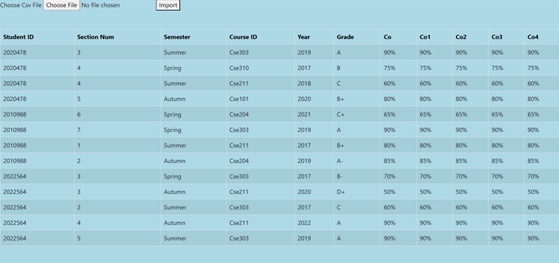 Choose Csv File Choose File No file chosen Import
Student ID Section Num Semester Course ID Year Grade Co Co1 Co2 Co3 Co4
2020478 3 Summer Cse303 2019 A 90% 90% 90% 90% 90%
2020478 4 Spring Cse310 2017 B 75% 75% 75% 75% 75%
2020478 4 Summer Cse211 2018 C 60% 60% 60% 60% 60%
2020478 5 Autumn Cse101 2020 B+ 80% 80% 80% 80% 80%
2010988 6 Spring Cse204 2021 C+ 65% 65% 65% 65% 65%
2010988 7 Spring Cse303 2019 A 90% 90% 90% 90% 90%
2010988 1 Summer Cse211 2017 B+ 80% 80% 80% 80% 80%
2010988 2 Autumn Cse204 2019 A- 85% 85% 85% 85% 85%
2022564 3 Spring Cse303 2017 B- 70% 70% 70% 70% 70%
2022564 3 Autumn Cse211 2020 D+ 50% 50% 50% 50% 50%
2022564 2 Summer Cse303 2017 C 60% 60% 60% 60% 60%
2022564 4 Autumn Cse211 2022 A 90% 90% 90% 90% 90%
2022564 5 Summer Cse303 2019 A 90% 90% 90% 90% 90%